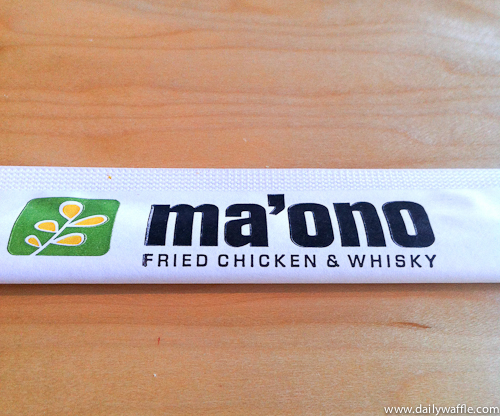 ma'ono
FRIED CHICKEN & WHISKY
www.dailywaffle.com